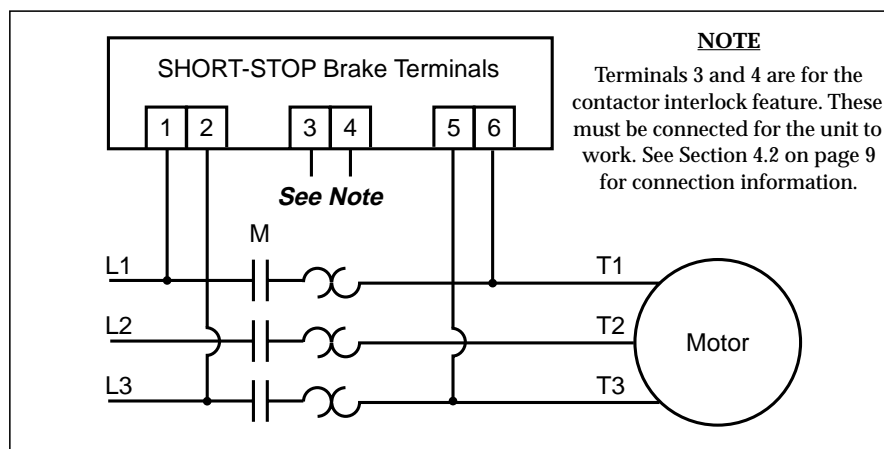 SHORT-STOP Brake Terminals
1 2 3 4 5 6
See Note
NOTE
Terminals 3 and 4 are for the
contactor interlock feature. These
must be connected for the unit to
work. See Section 4.2 on page 9
for connection information.
M
L1 T1
L2 T2
L3 T3
Motor